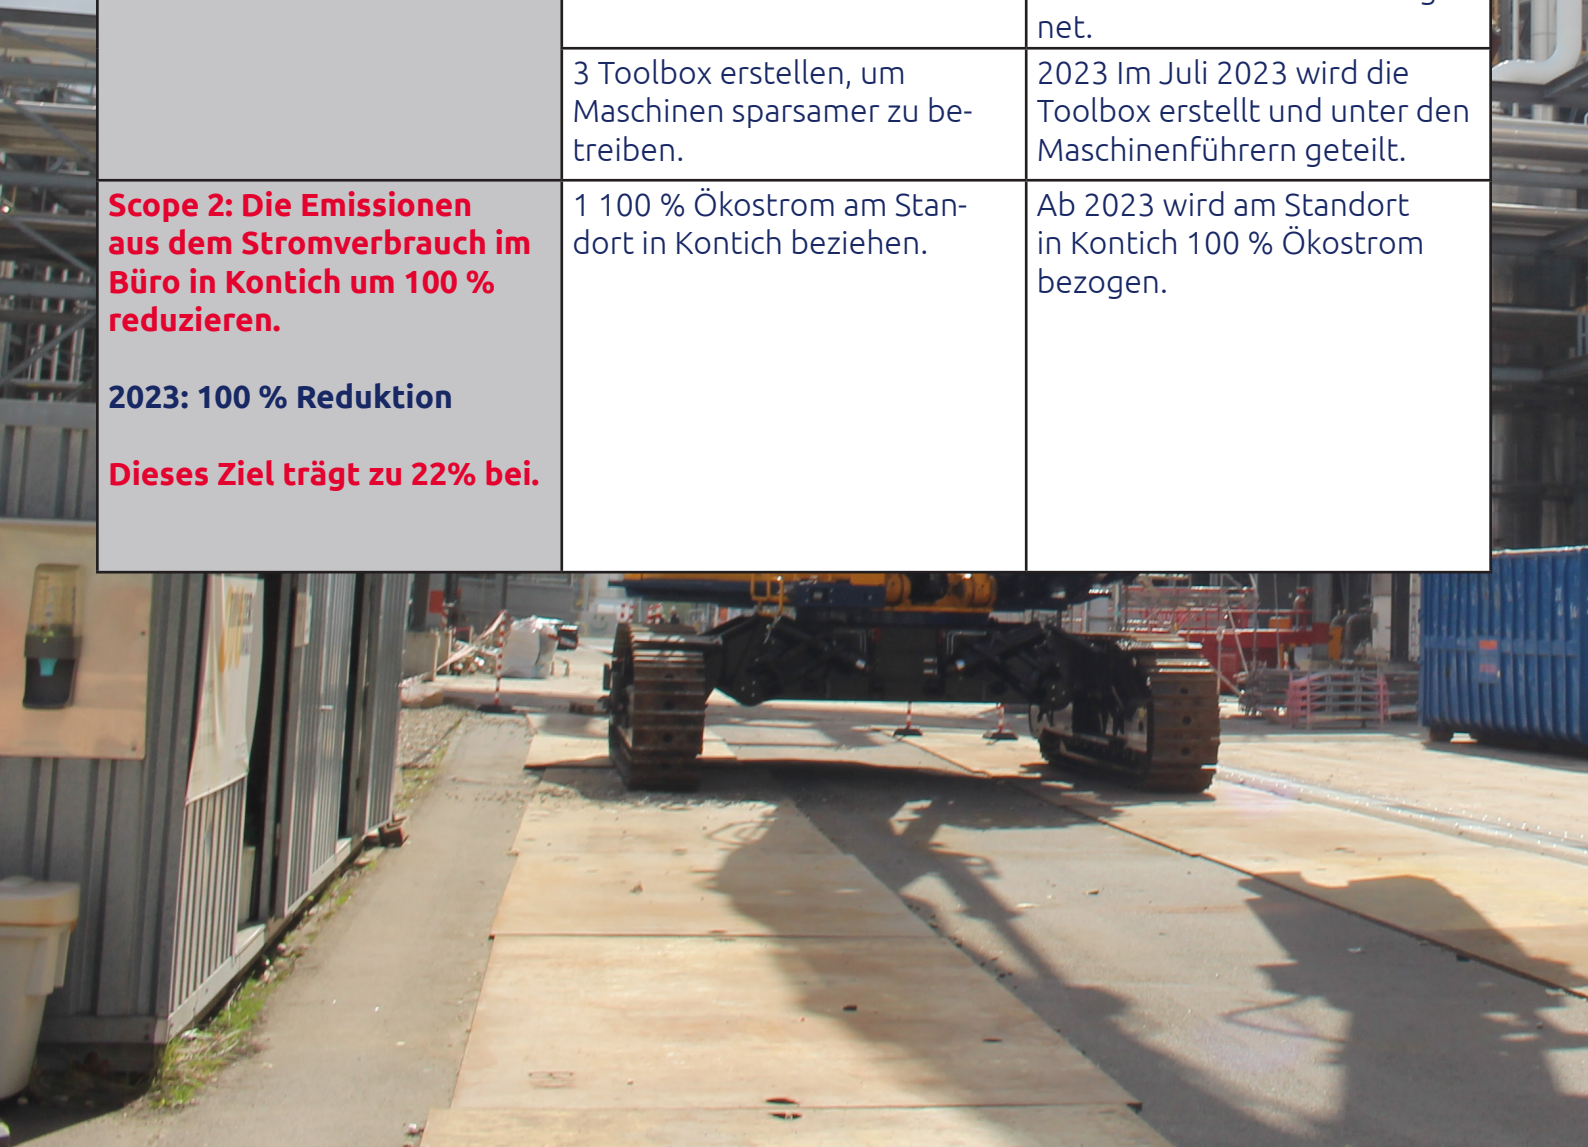 net.
3 Toolbox erstellen, um
Maschinen sparsamer zu be-
treiben.
2023 Im Juli 2023 wird die
Toolbox erstellt und unter den
Maschinenführern geteilt.
Scope 2: Die Emissionen
aus dem Stromverbrauch im
Büro in Kontich um 100 %
reduzieren.
2023: 100 % Reduktion
Dieses Ziel trägt zu 22% bei.
1 100 % Ökostrom am Stan-
dort in Kontich beziehen.
Ab 2023 wird am Standort
in Kontich 100 % Ökostrom
bezogen.